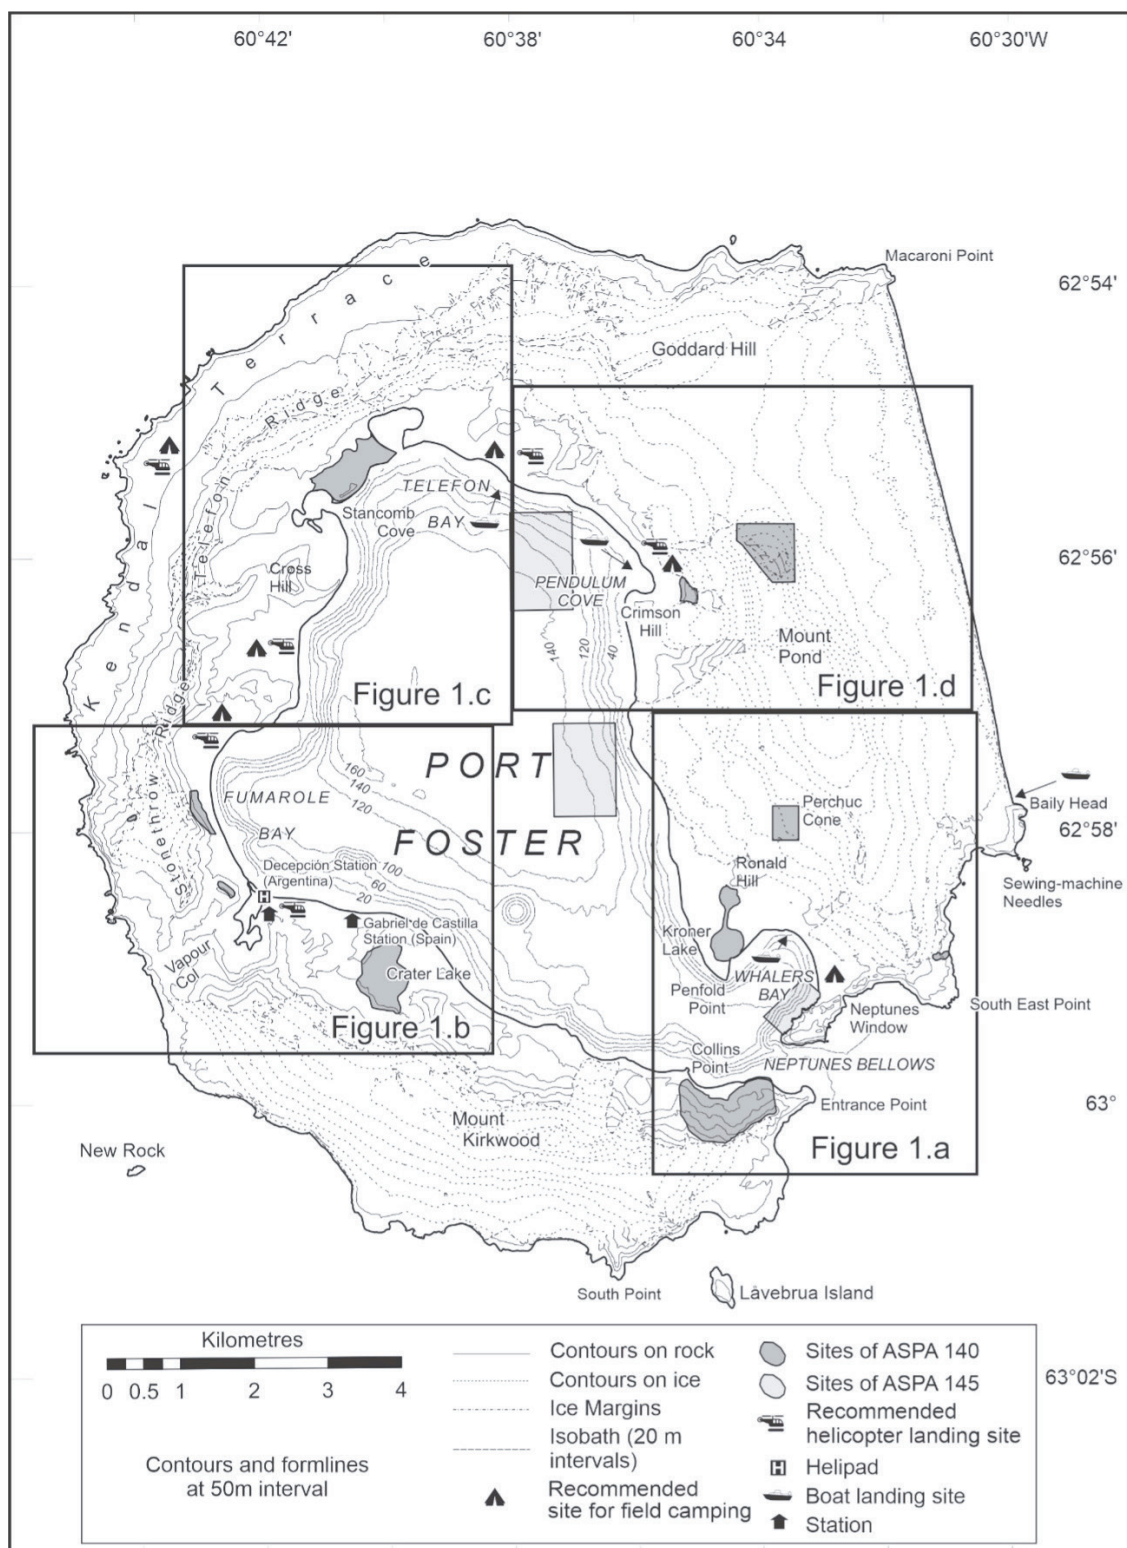 60°42'
60°38'
60°34'
60°30'W
Macaroni Point
62°54'
Goddard Hill
Kendall Terrace
Telefon Ridge
TELEFON
BAY
Stancomb
Cove
62°56'
Cross
Hill
PENDULUM
COVE
Crimson
Hill
Mount
Pond
140
120
40
Figure 1.c
Figure 1.d
Stonethrow Ridge
PORT
FOSTER
160
140
120
FUMAROLE
BAY
Baily Head
Perchuc
Cone
62°58'
Decepción Station
(Argentina)
100
60
20
Ronald
Hill
Sewing-machine
Needles
H
Gabriel de Castilla
Station (Spain)
Kroner
Lake
Vapour
Col
Crater Lake
WHALERS
BAY
Penfold
Point
South East Point
Neptunes
Window
Figure 1.b
Collins
Point
NEPTUNES BELLOWS
63°
Mount
Kirkwood
Entrance Point
New Rock
Figure 1.a
South Point
Låvebrua Island
Kilometres
0 0.5 1 2 3 4
Contours and formlines
at 50m interval
Contours on rock
Contours on ice
Ice Margins
Isobath (20 m
intervals)
Recommended
site for field camping
Sites of ASPA 140
Sites of ASPA 145
Recommended
helicopter landing site
H Helipad
Boat landing site
Station
63°02'S